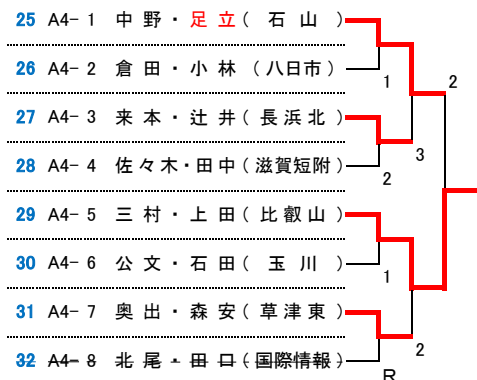 25 A4- 1 中 野 ・ 足 立 ( 石 山 )
26 A4- 2 倉 田 ・ 小 林 ( 八日市 )
1
2
27 A4- 3 来 本 ・ 辻 井 ( 長 浜 北 )
3
28 A4- 4 佐々木・田中 ( 滋賀短附 )
2
29 A4- 5 三 村 ・ 上 田 ( 比 叡 山 )
30 A4- 6 公 文 ・ 石 田 ( 玉 川 )
1
31 A4- 7 奥 出 ・ 森 安 ( 草 津 東 )
2
32 A4- 8 北 尾 ・ 田 口 ( 国際情報 )
R